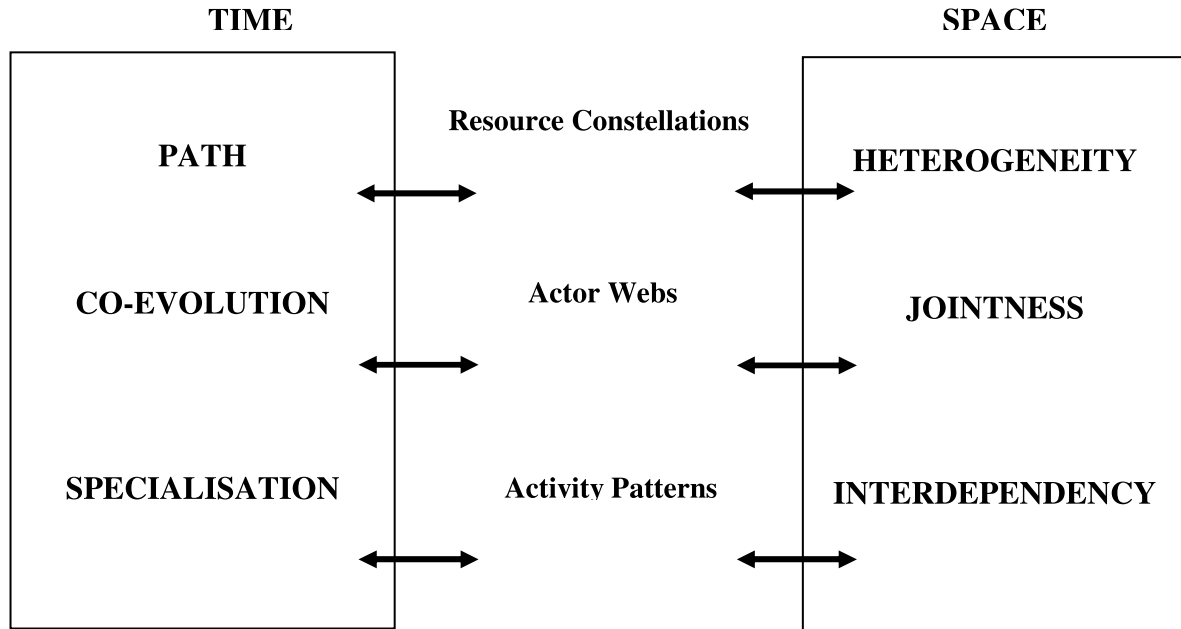 TIME
SPACE
Resource Constellations
PATH
HETEROGENEITY
CO-EVOLUTION
Actor Webs
JOINTNESS
SPECIALISATION
Activity Patterns
INTERDEPENDENCY